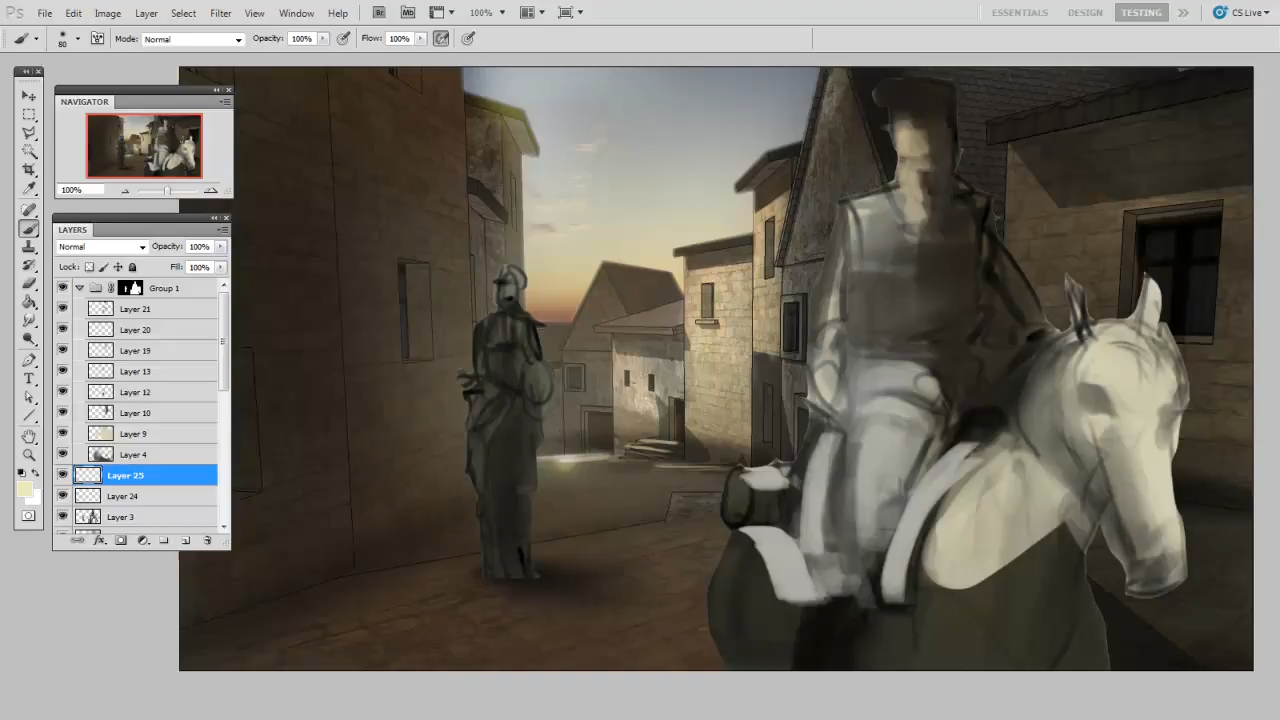 Ps File Edit Image Layer Select Filter View Window Help Br Mb 100% ESSENTIALS DESIGN TESTING CS Live
80 Mode: Normal Opacity: 100% Flow: 100%
NAVIGATOR
100%
LAYERS
Normal Opacity: 100%
Lock: Fill: 100%
Group 1
Layer 21
Layer 20
Layer 19
Layer 13
Layer 12
Layer 10
Layer 9
Layer 4
Layer 25
Layer 24
Layer 3